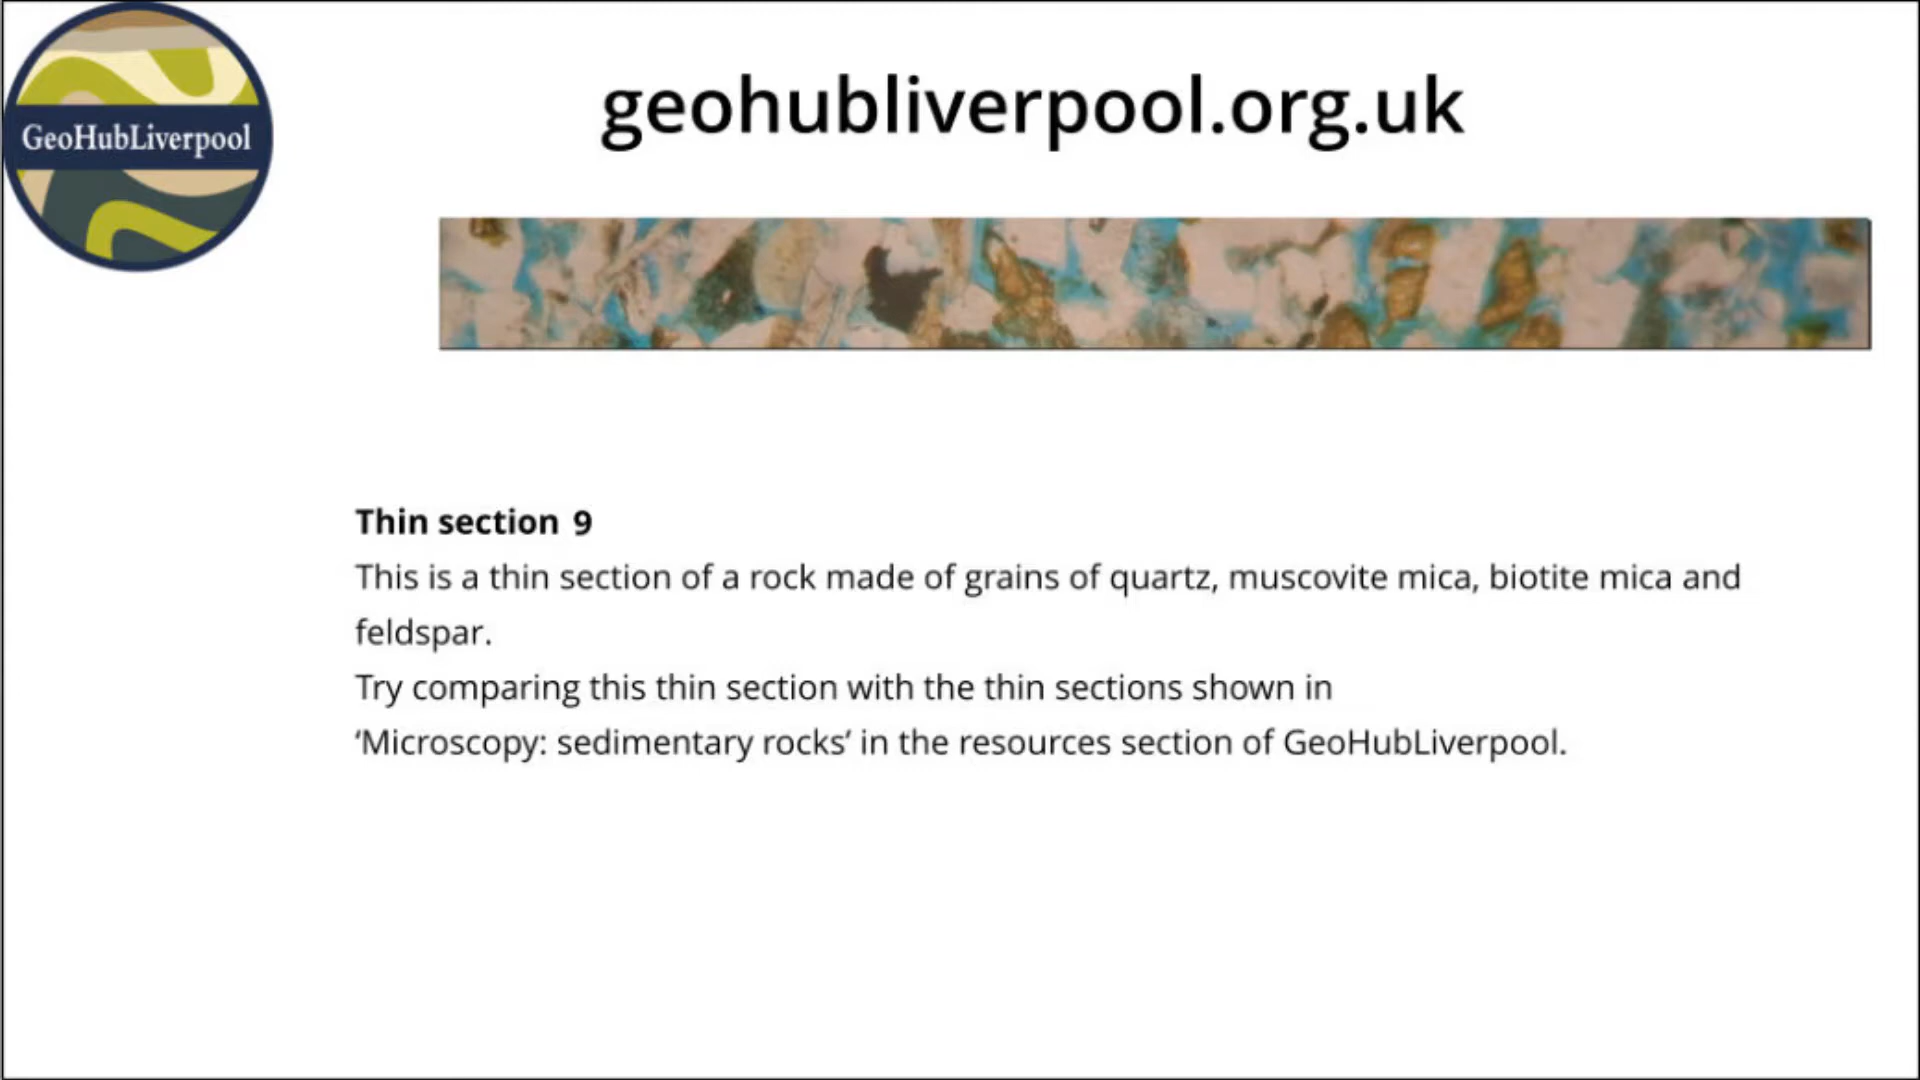 GeoHubLiverpool
geohubliverpool.org.uk
Thin section 9
This is a thin section of a rock made of grains of quartz, muscovite mica, biotite mica and
feldspar.
Try comparing this thin section with the thin sections shown in
‘Microscopy: sedimentary rocks’ in the resources section of GeoHubLiverpool.